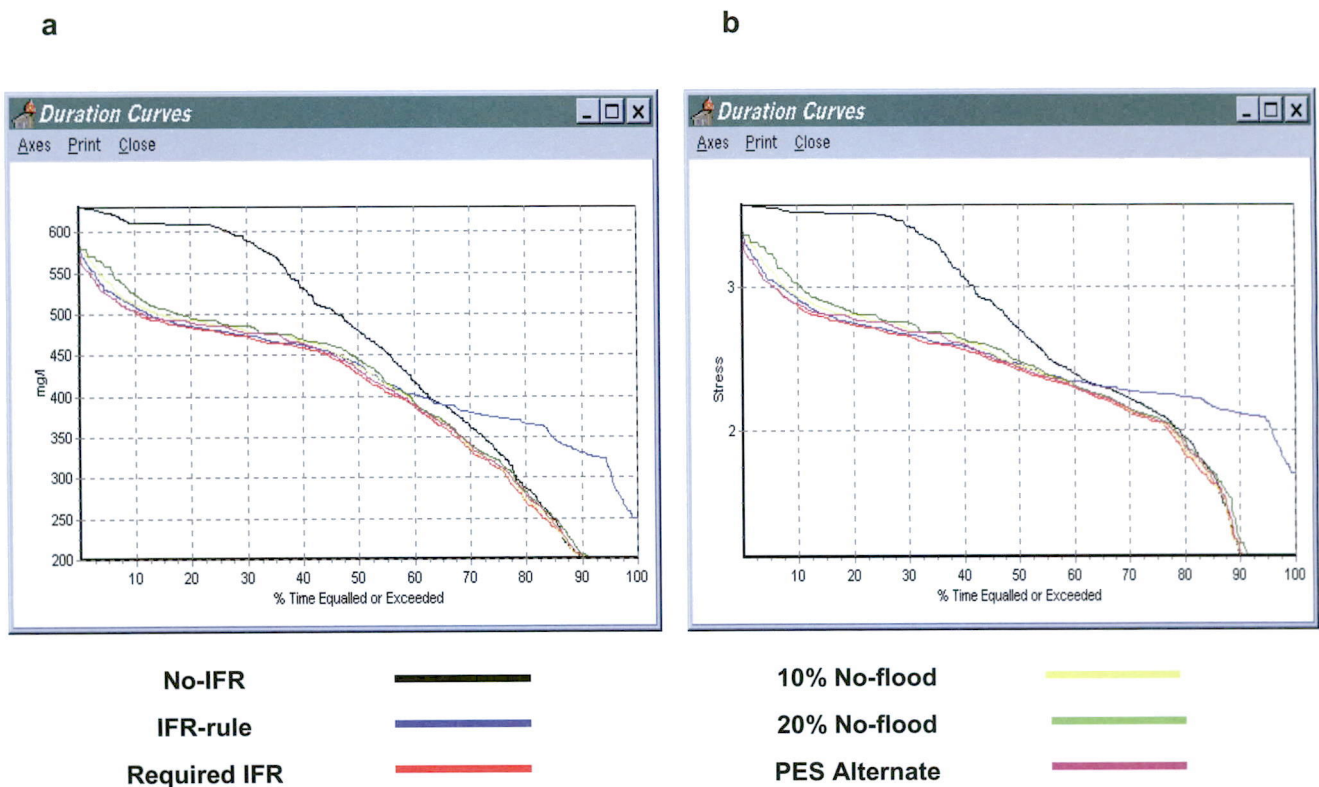 a
b
Duration Curves
Axes Print Close
mg/l
600
550
500
450
400
350
300
250
200
10 20 30 40 50 60 70 80 90 100
% Time Equalled or Exceeded
Duration Curves
Axes Print Close
Stress
3
2
10 20 30 40 50 60 70 80 90 100
% Time Equalled or Exceeded
No-IFR
IFR-rule
Required IFR
10% No-flood
20% No-flood
PES Alternate